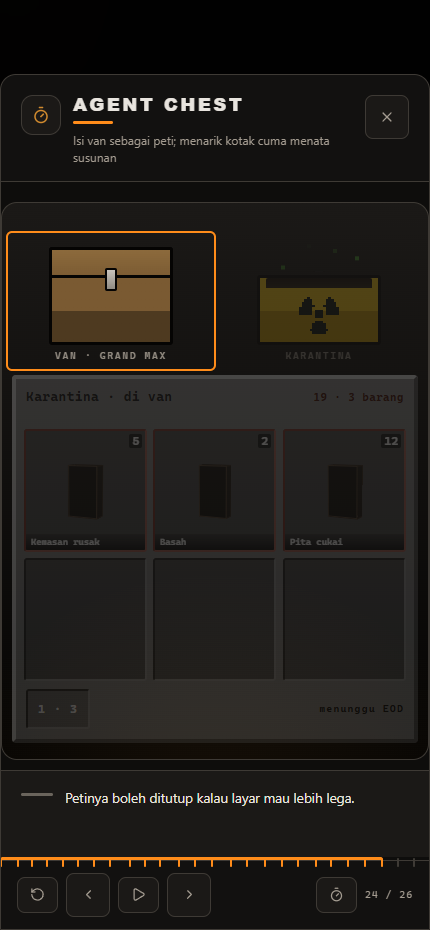 AGENT CHEST
Isi van sebagai peti; menarik kotak cuma menata
susunan
VAN · GRAND MAX
KARANTINA
Karantina · di van
19 · 3 barang
5
2
12
Kemasan rusak
Basah
Pita cukai
1 · 3
menunggu EOD
Petinya boleh ditutup kalau layar mau lebih lega.
24 / 26